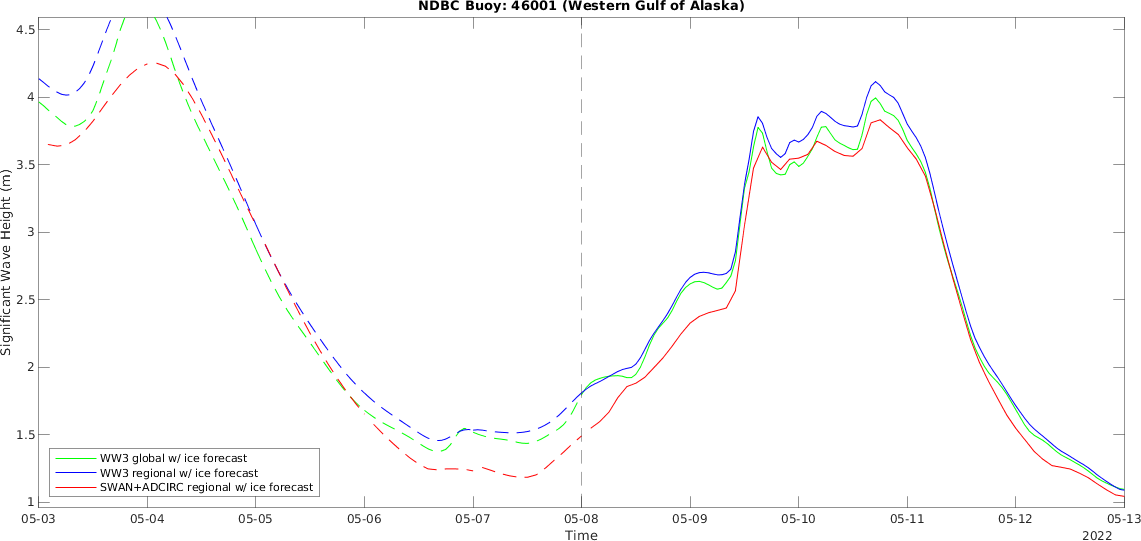 NDBC Buoy: 46001 (Western Gulf of Alaska)
Significant Wave Height (m)
4.5
4
3.5
3
2.5
2
1.5
1
WW3 global w/ ice forecast
WW3 regional w/ ice forecast
SWAN+ADCIRC regional w/ ice forecast
05-03 05-04 05-05 05-06 05-07 05-08 05-09 05-10 05-11 05-12 05-13
Time
2022